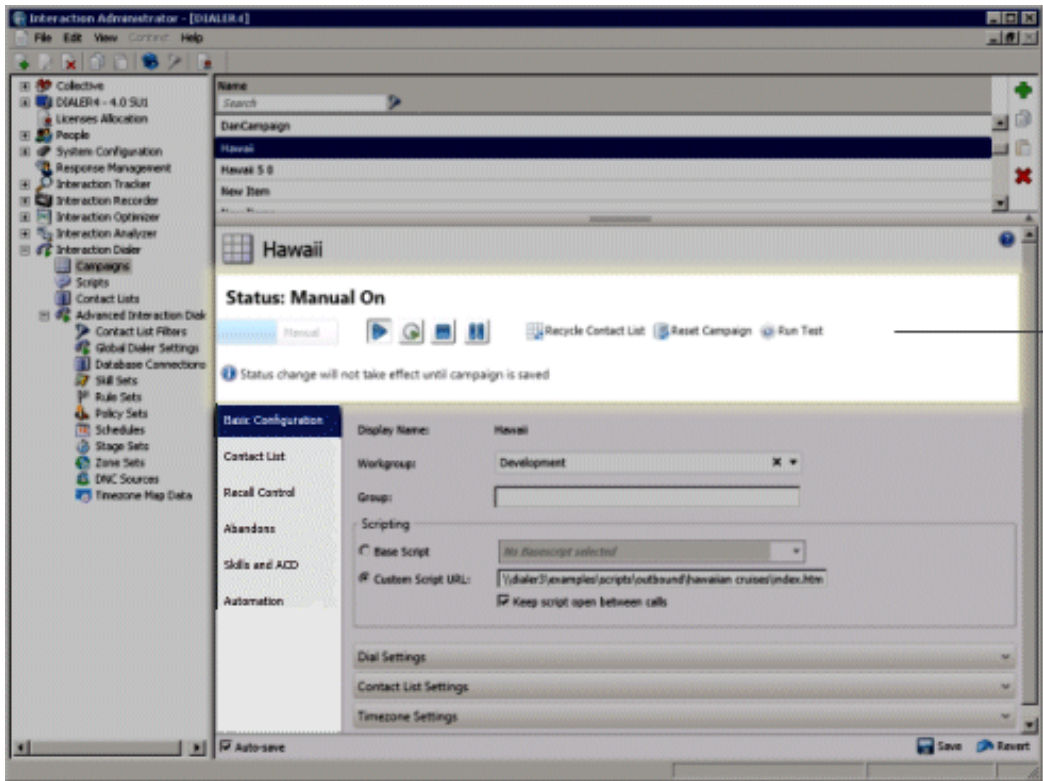 Interaction Administrator - [DIALER4]
File Edit View Context Help
Collective
DIALER4 - 4.0 SU1
Licenses Allocation
People
System Configuration
Response Management
Interaction Tracker
Interaction Recorder
Interaction Optimizer
Interaction Analyzer
Interaction Dialer
Campaigns
Scripts
Contact Lists
Advanced Interaction Dial
Contact List Filters
Global Dialer Settings
Database Connections
Skill Sets
Rule Sets
Policy Sets
Schedules
Stage Sets
Zone Sets
DNC Sources
Timezone Map Data
Name
Search
DanCampaign
Hawaii
Hawaii 5 0
New Item
Hawaii
Status: Manual On
Manual
Recycle Contact List Reset Campaign Run Test
Status change will not take effect until campaign is saved
Basic Configuration
Contact List
Recall Control
Abandons
Skills and ACD
Automation
Display Name: Hawaii
Workgroup: Development
Group:
Scripting
Base Script No Basescript selected
Custom Script URL: \\dialer3\examples\scripts\outbound\hawaiian cruises\index.htm
Keep script open between calls
Dial Settings
Contact List Settings
Timezone Settings
Auto-save
Save Revert